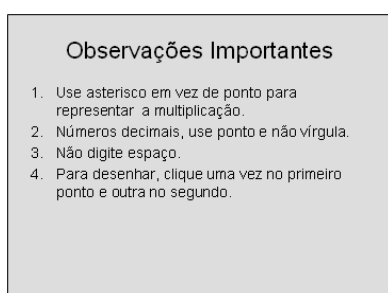 Observações Importantes
1. Use asterisco em vez de ponto para
representar a multiplicação.
2. Números decimais, use ponto e não vírgula.
3. Não digite espaço.
4. Para desenhar, clique uma vez no primeiro
ponto e outra no segundo.